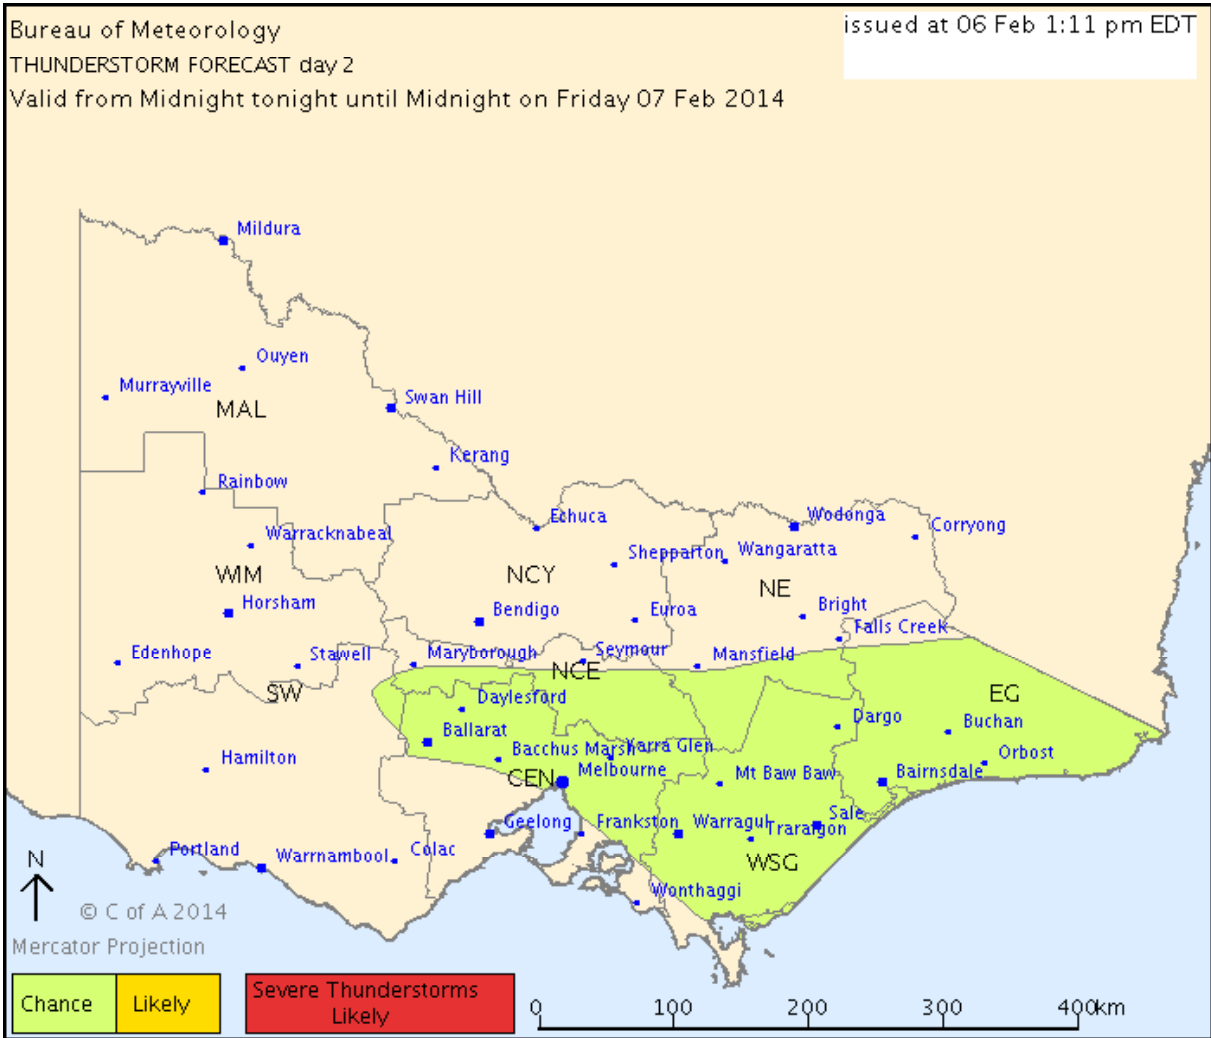 Bureau of Meteorology
issued at 06 Feb 1:11 pm EDT
THUNDERSTORM FORECAST day 2
Valid from Midnight tonight until Midnight on Friday 07 Feb 2014
Mildura
Ouyen
Murrayville
Swan Hill
MAL
Kerang
Rainbow
Echuca
Wodonga
Corryong
Warracknabeal
Shepparton
Wangaratta
WIM
NCY
NE
Horsham
Bendigo
Euroa
Bright
Falls Creek
Edenhope
Stawell
Maryborough
Seymour
Mansfield
NCE
SW
Daylesford
EG
Dargo
Buchan
Ballarat
Bacchus Marsh
Yarra Glen
Orbost
Hamilton
CEN
Melbourne
Mt Baw Baw
Bairnsdale
Geelong
Frankston
Warragul
Traralgon
Sale
Portland
Warrnambool
Colac
WSG
N
Wonthaggi
© C of A 2014
Mercator Projection
Chance
Likely
Severe Thunderstorms
Likely
0
100
200
300
400km